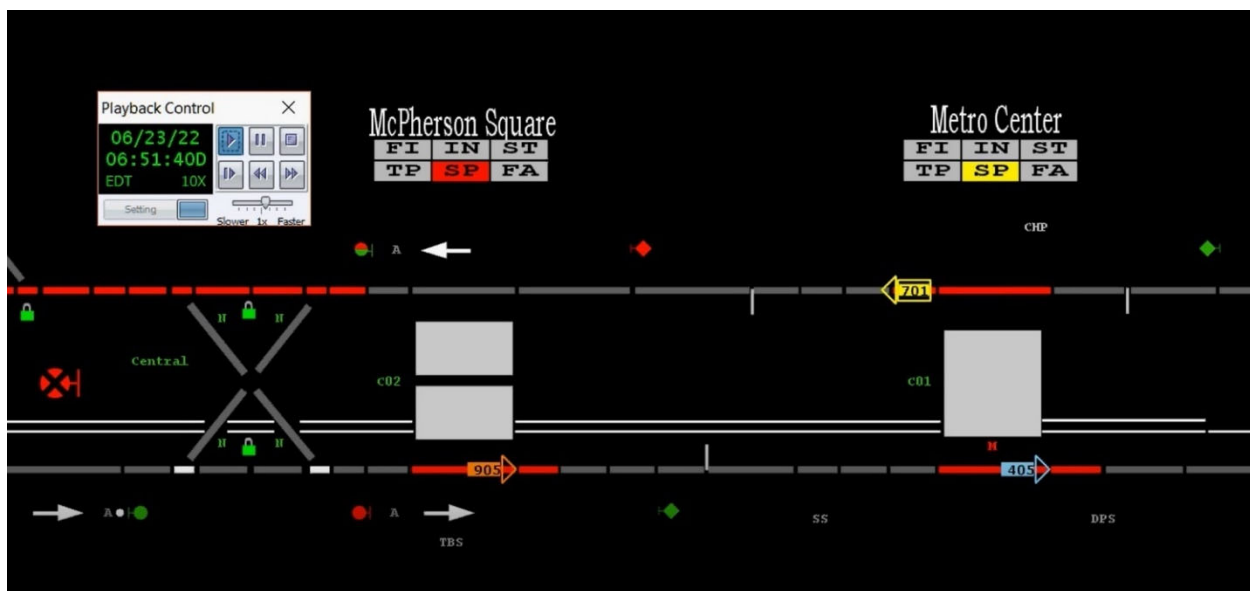 Playback Control
06/23/22
06:51:40D
EDT 10X
Setting
Slower 1x Faster
McPherson Square
FI IN ST
TP SP FA
Metro Center
FI IN ST
TP SP FA
CHP
A
701
N N
Central
C02
C01
N N
M
905
405
A
A
TBS
SS
DPS